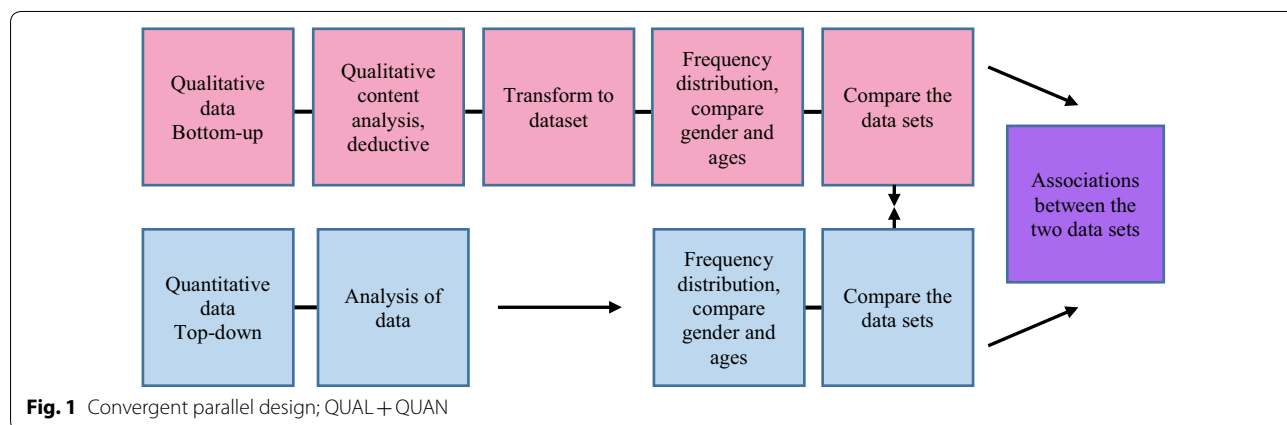 Qualitative
data
Bottom-up
Qualitative
content
analysis,
deductive
Transform to
dataset
Frequency
distribution,
compare
gender and
ages
Compare the
data sets
Associations
between the
two data sets
Quantitative
data
Top-down
Analysis of
data
Frequency
distribution,
compare
gender and
ages
Compare the
data sets
Fig. 1 Convergent parallel design; QUAL + QUAN